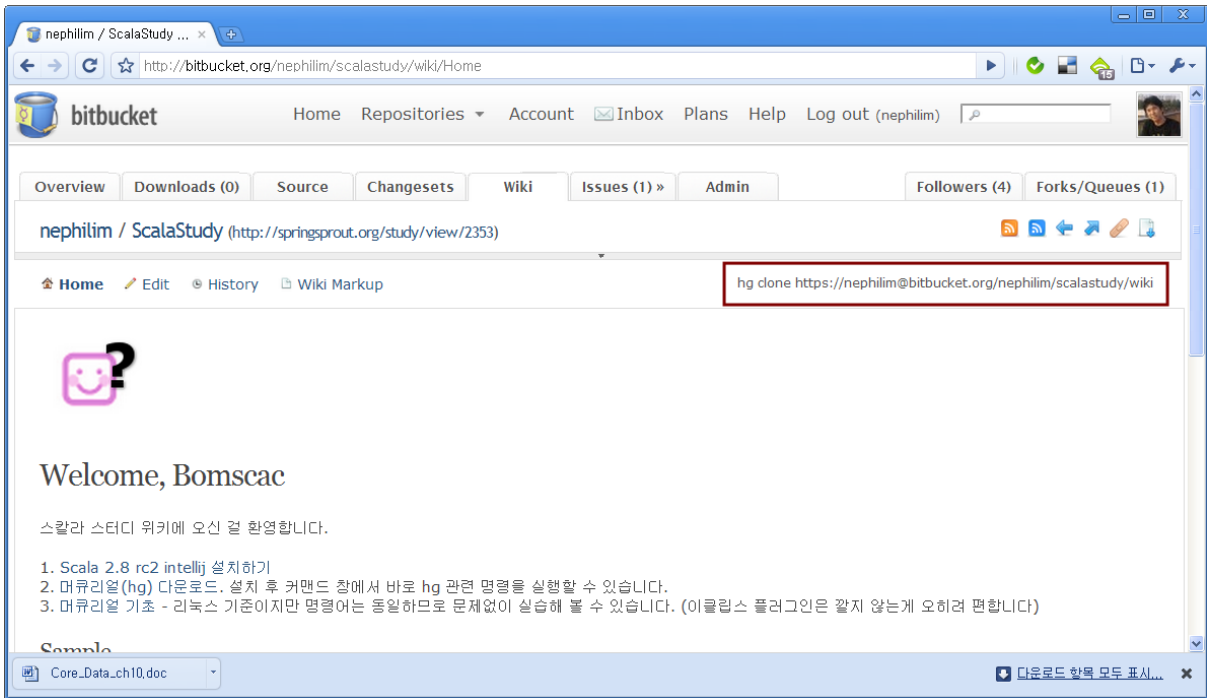 nephilim / ScalaStudy ...
http://bitbucket.org/nephilim/scalastudy/wiki/Home
15
bitbucket Home Repositories Account Inbox Plans Help Log out (nephilim)
Overview Downloads (0) Source Changesets Wiki Issues (1) » Admin Followers (4) Forks/Queues (1)
nephilim / ScalaStudy (http://springsprout.org/study/view/2353)
Home Edit History Wiki Markup hg clone https://nephilim@bitbucket.org/nephilim/scalastudy/wiki
?
Welcome, Bomscac
스칼라 스터디 위키에 오신 걸 환영합니다.
1. Scala 2.8 rc2 intellij 설치하기
2. 머큐리얼(hg) 다운로드. 설치 후 커맨드 창에서 바로 hg 관련 명령을 실행할 수 있습니다.
3. 머큐리얼 기초 - 리눅스 기준이지만 명령어는 동일하므로 문제없이 실습해 볼 수 있습니다. (이클립스 플러그인은 깔지 않는게 오히려 편합니다)
Sample
Core_Data_ch10.doc 다운로드 항목 모두 표시...